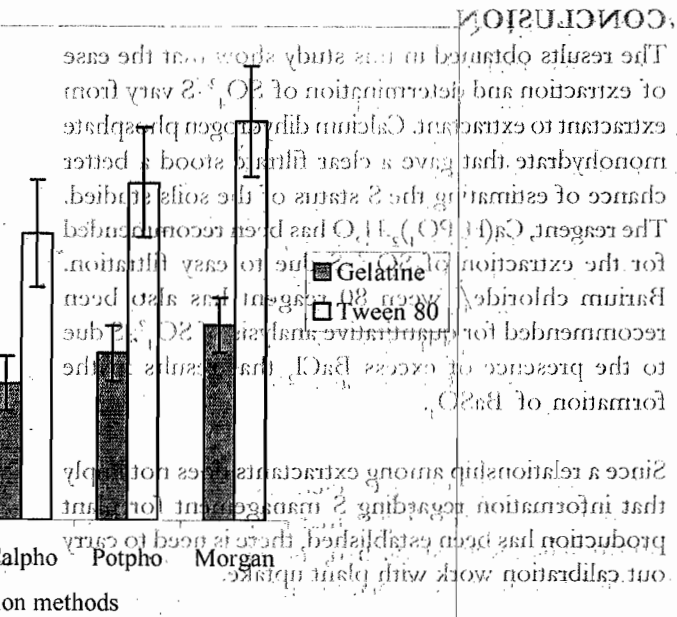 CONCLUSION
The results obtained in this study show that the ease
of extraction and determination of SO₄²⁻-S vary from
extractant to extractant. Calcium dihydrogen phosphate
monohydrate that gave a clear filtrate stood a better
chance of estimating the S status of the soils studied.
The reagent, Ca(H₂PO₄)₂.H₂O has been recommended
for the extraction of SO₄²⁻-S due to easy filtration.
Barium chloride/Tween 80 reagent has also been
recommended for quantitative analysis of SO₄²⁻-S due
to the presence of excess BaCl₂ that results in the
formation of BaSO₄.
Since a relationship among extractants does not imply
that information regarding S management for plant
production has been established, there is need to carry
out calibration work with plant uptake.
Gelatine
Tween 80
alpho Potpho Morgan
on methods